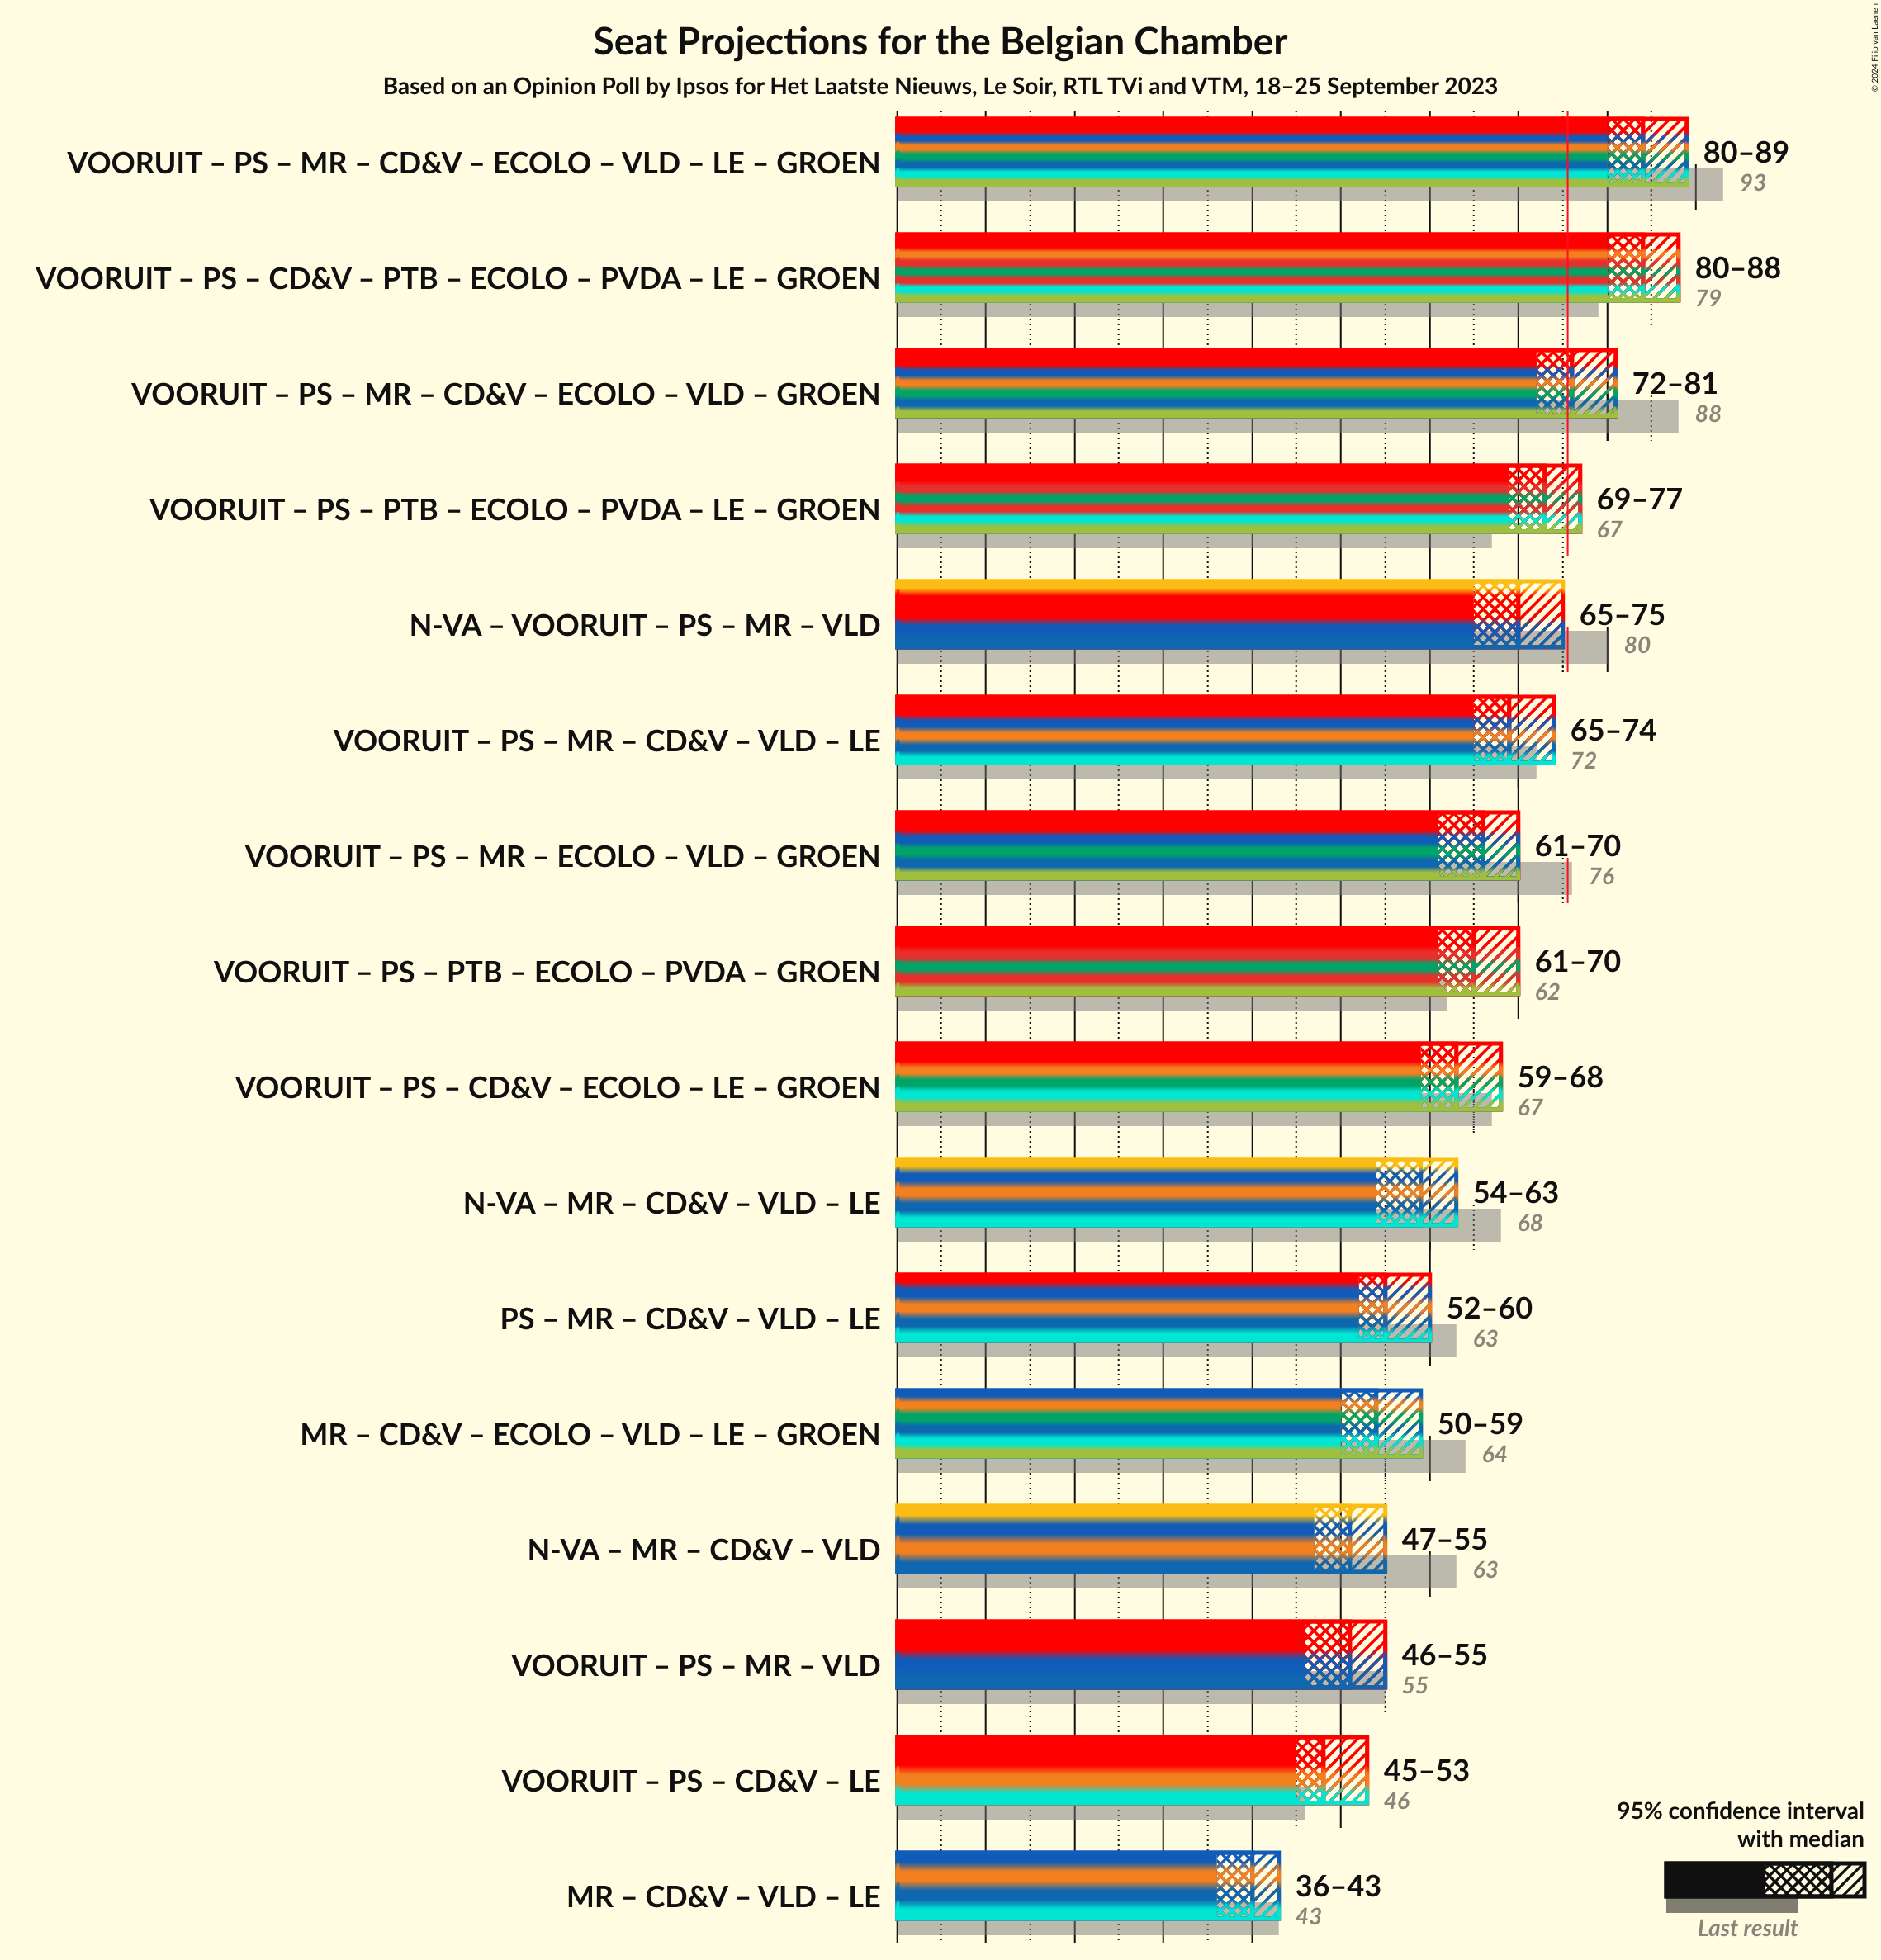 Seat Projections for the Belgian Chamber
Based on an Opinion Poll by Ipsos for Het Laatste Nieuws, Le Soir, RTL TVi and VTM, 18–25 September 2023
© 2024 Filip van Laenen
VOORUIT – PS – MR – CD&V – ECOLO – VLD – LE – GROEN
80–89
93
VOORUIT – PS – CD&V – PTB – ECOLO – PVDA – LE – GROEN
80–88
79
VOORUIT – PS – MR – CD&V – ECOLO – VLD – GROEN
72–81
88
VOORUIT – PS – PTB – ECOLO – PVDA – LE – GROEN
69–77
67
N-VA – VOORUIT – PS – MR – VLD
65–75
80
VOORUIT – PS – MR – CD&V – VLD – LE
65–74
72
VOORUIT – PS – MR – ECOLO – VLD – GROEN
61–70
76
VOORUIT – PS – PTB – ECOLO – PVDA – GROEN
61–70
62
VOORUIT – PS – CD&V – ECOLO – LE – GROEN
59–68
67
N-VA – MR – CD&V – VLD – LE
54–63
68
PS – MR – CD&V – VLD – LE
52–60
63
MR – CD&V – ECOLO – VLD – LE – GROEN
50–59
64
N-VA – MR – CD&V – VLD
47–55
63
VOORUIT – PS – MR – VLD
46–55
55
VOORUIT – PS – CD&V – LE
45–53
46
MR – CD&V – VLD – LE
36–43
43
95% confidence interval
with median
Last result